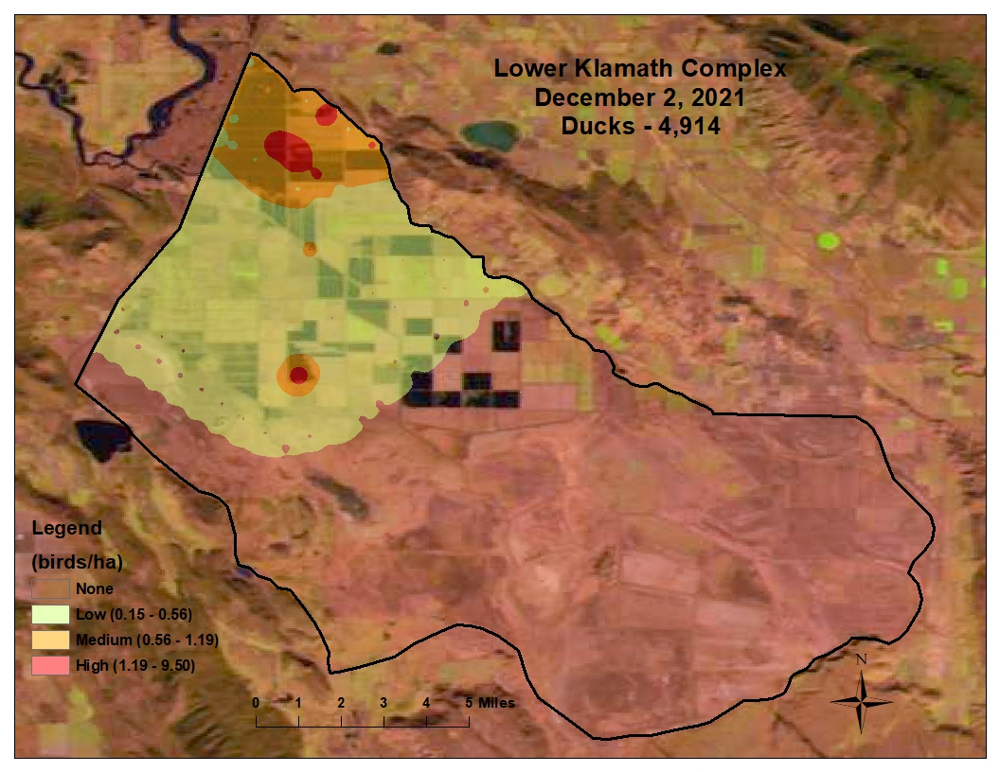 Lower Klamath Complex
December 2, 2021
Ducks - 4,914
Legend
(birds/ha)
None
Low (0.15 - 0.56)
Medium (0.56 - 1.19)
High (1.19 - 9.50)
0 1 2 3 4 5 Miles
N